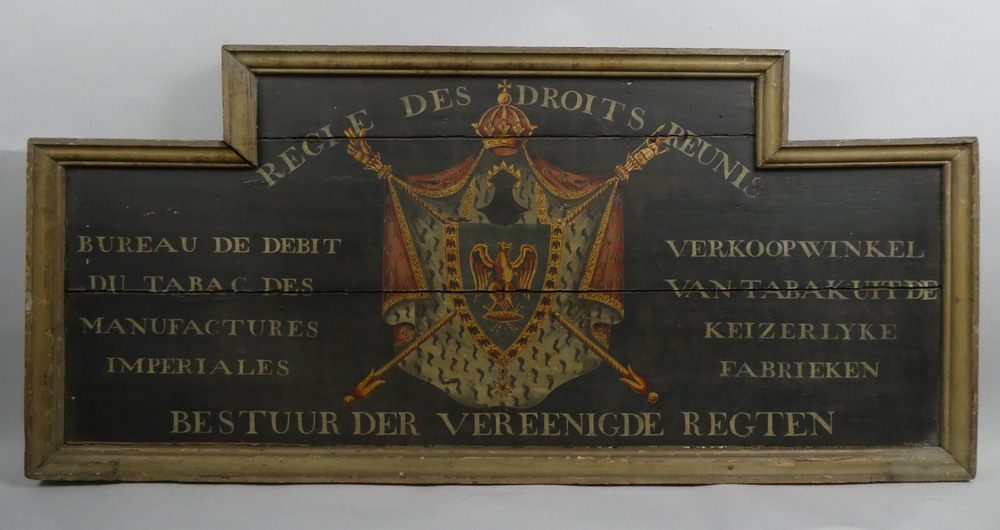 REGIE DES DROITS REUNIS
BUREAU DE DEBIT
DU TABAC DES
MANUFACTURES
IMPERIALES
VERKOOPWINKEL
VAN TABAK UIT DE
KEIZERLYKE
FABRIEKEN
BESTUUR DER VEREENIGDE REGTEN